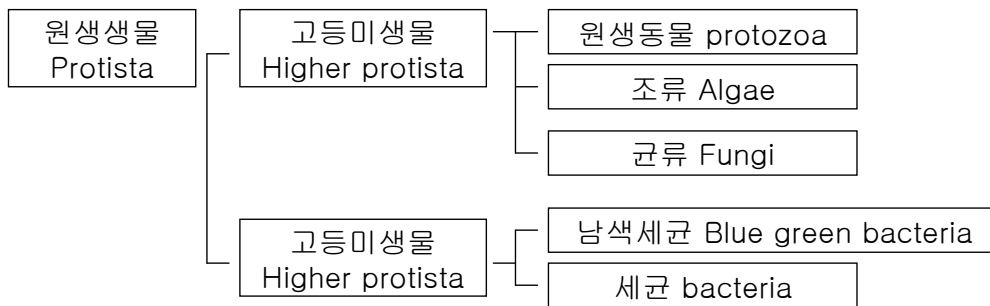 원생생물
Protista
고등미생물
Higher protista
원생동물 protozoa
조류 Algae
균류 Fungi
고등미생물
Higher protista
남색세균 Blue green bacteria
세균 bacteria